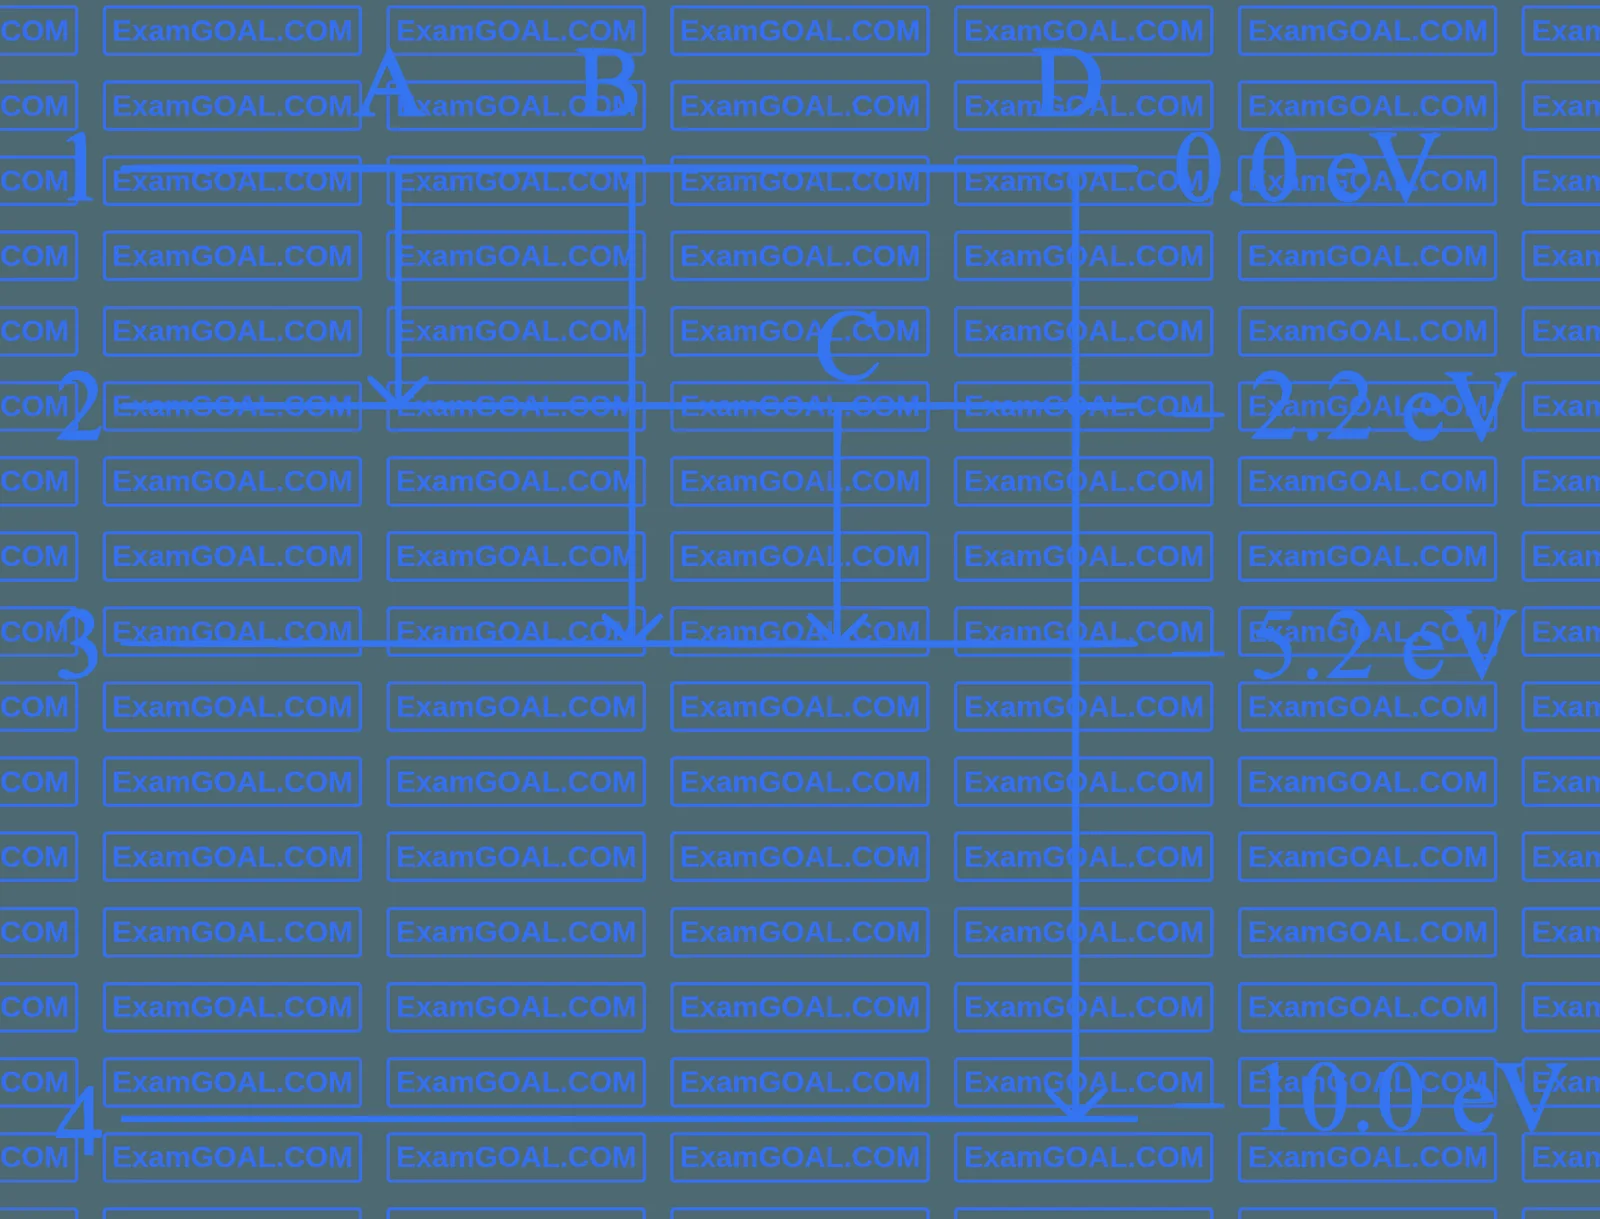 A B D
1 0.0 eV
C
2 – 2.2 eV
3 – 5.2 eV
4 – 10.0 eV
ExamGOAL.COM